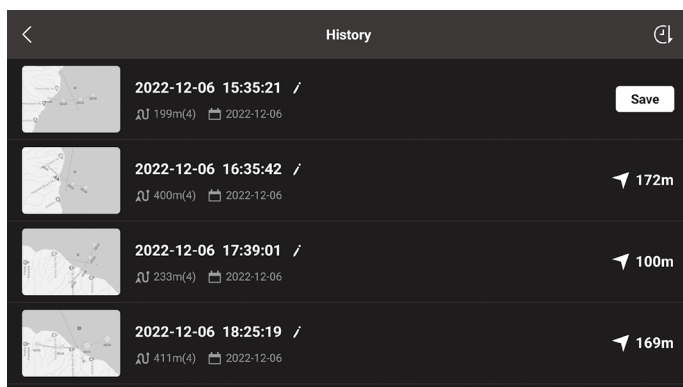 History
2022-12-06 15:35:21
199m(4) 2022-12-06
Save
2022-12-06 16:35:42
400m(4) 2022-12-06
172m
2022-12-06 17:39:01
233m(4) 2022-12-06
100m
2022-12-06 18:25:19
411m(4) 2022-12-06
169m